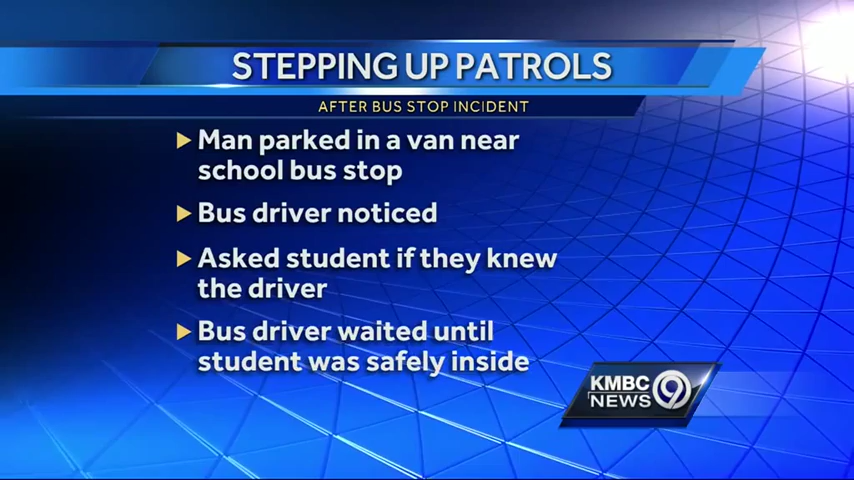 STEPPING UP PATROLS
AFTER BUS STOP INCIDENT
Man parked in a van near
school bus stop
Bus driver noticed
Asked student if they knew
the driver
Bus driver waited until
student was safely inside
KMBC 9
NEWS